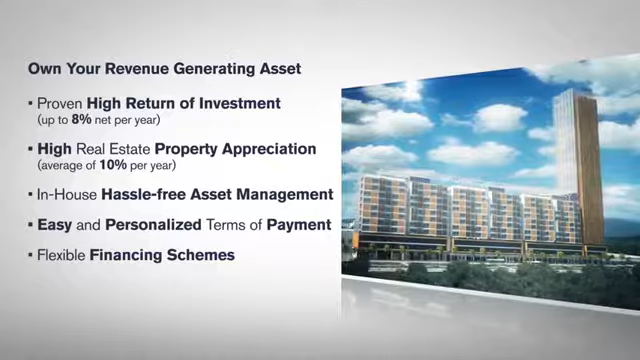 Own Your Revenue Generating Asset
▪ Proven High Return of Investment
(up to 8% net per year)
▪ High Real Estate Property Appreciation
(average of 10% per year)
▪ In-House Hassle-free Asset Management
▪ Easy and Personalized Terms of Payment
▪ Flexible Financing Schemes